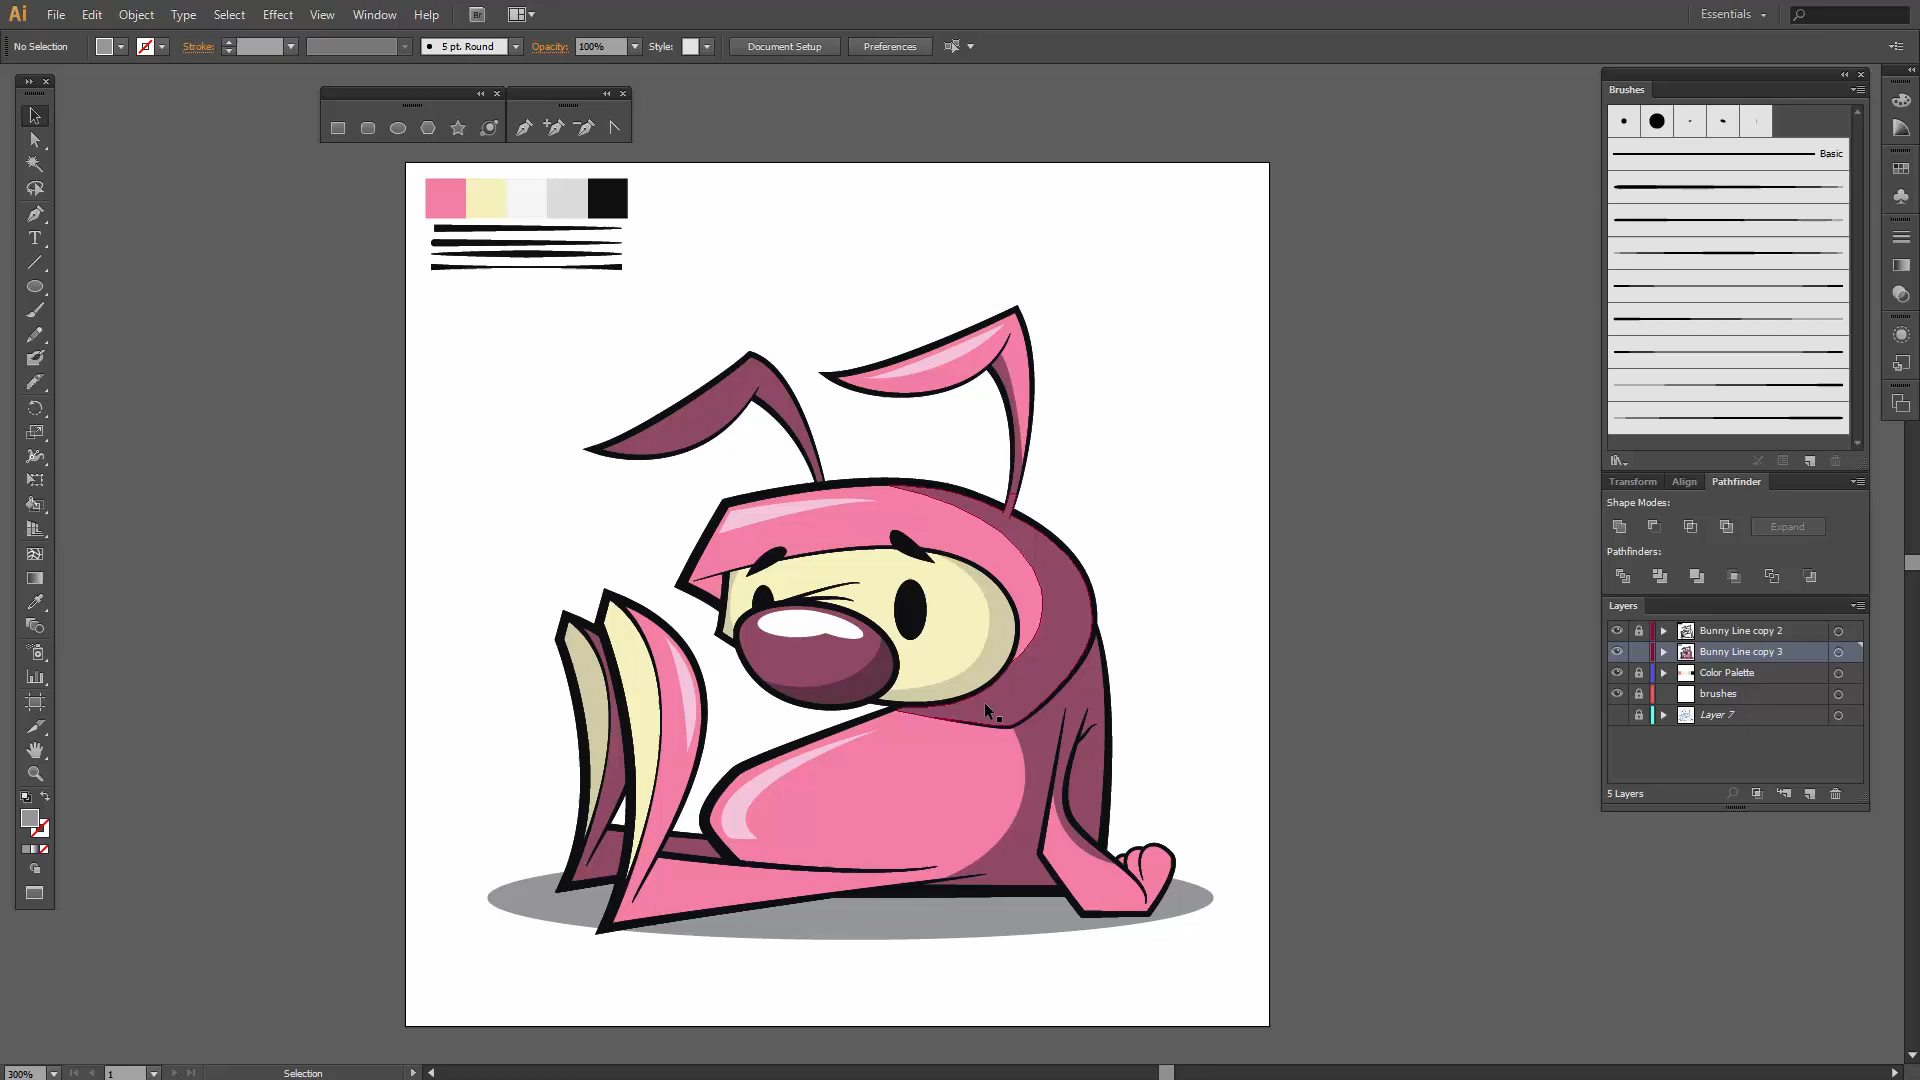 Ai File Edit Object Type Select Effect View Window Help Br Essentials
No Selection Stroke: 5 pt. Round Opacity: 100% Style: Document Setup Preferences
Brushes
Basic
Transform Align Pathfinder
Shape Modes:
Expand
Pathfinders:
Layers
Bunny Line copy 2
Bunny Line copy 3
Color Palette
brushes
Layer 7
5 Layers
300% 1 Selection